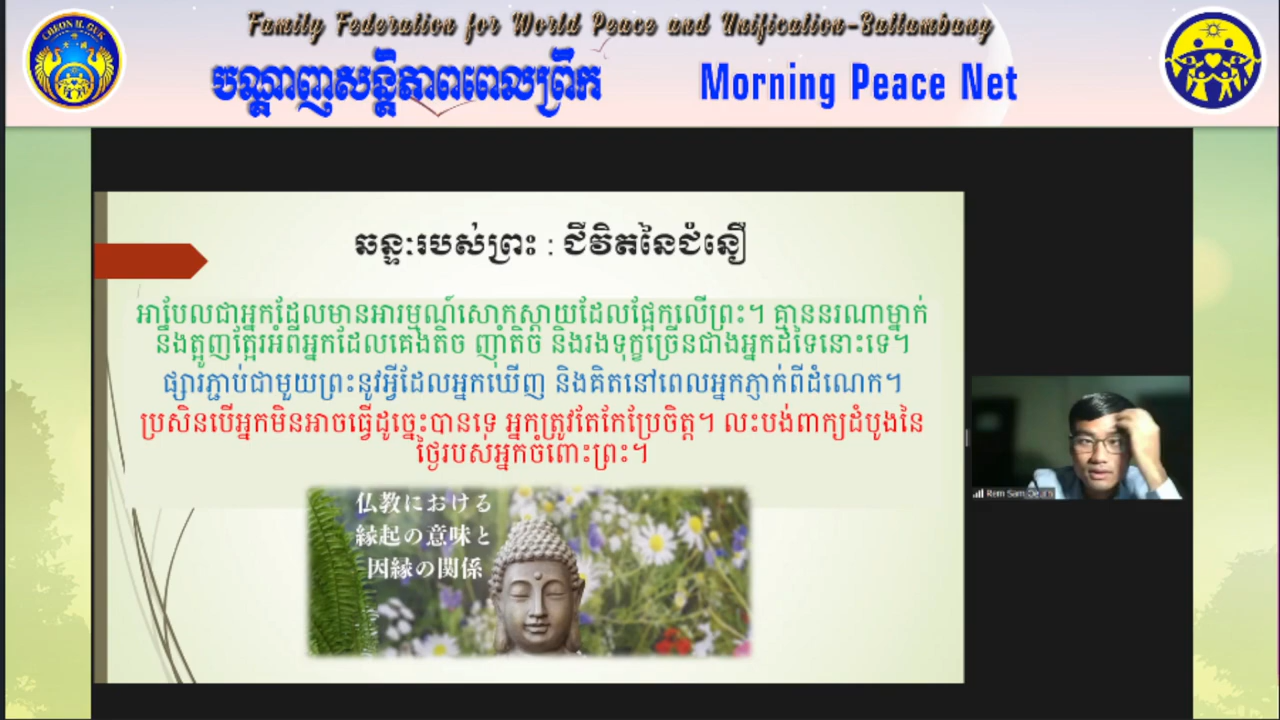 CHEON IL GUK
Family Federation for World Peace and Unification-Battambang
បណ្ដាញសន្តិភាពពេលព្រឹក
Morning Peace Net
ឆន្ទៈរបស់ព្រះ : ជីវិតនៃជំនឿ
អាបែលជាអ្នកដែលមានអារម្មណ៍សោកស្ដាយដែលផ្អែកលើព្រះ។ គ្មាននរណាម្នាក់
នឹងត្អូញត្អែរអំពីអ្នកដែលគេងតិច ញ៉ាំតិច និងរងទុក្ខច្រើនជាងអ្នកដទៃនោះទេ។
ផ្សារភ្ជាប់ជាមួយព្រះនូវអ្វីដែលអ្នកឃើញ និងគិតនៅពេលអ្នកភ្ញាក់ពីដំណេក។
ប្រសិនបើអ្នកមិនអាចធ្វើដូច្នេះបានទេ អ្នកត្រូវតែកែប្រែចិត្ត។ លះបង់ពាក្យដំបូងនៃ
ថ្ងៃរបស់អ្នកចំពោះព្រះ។
仏教における
縁起の意味と
因縁の関係
Rem Sam